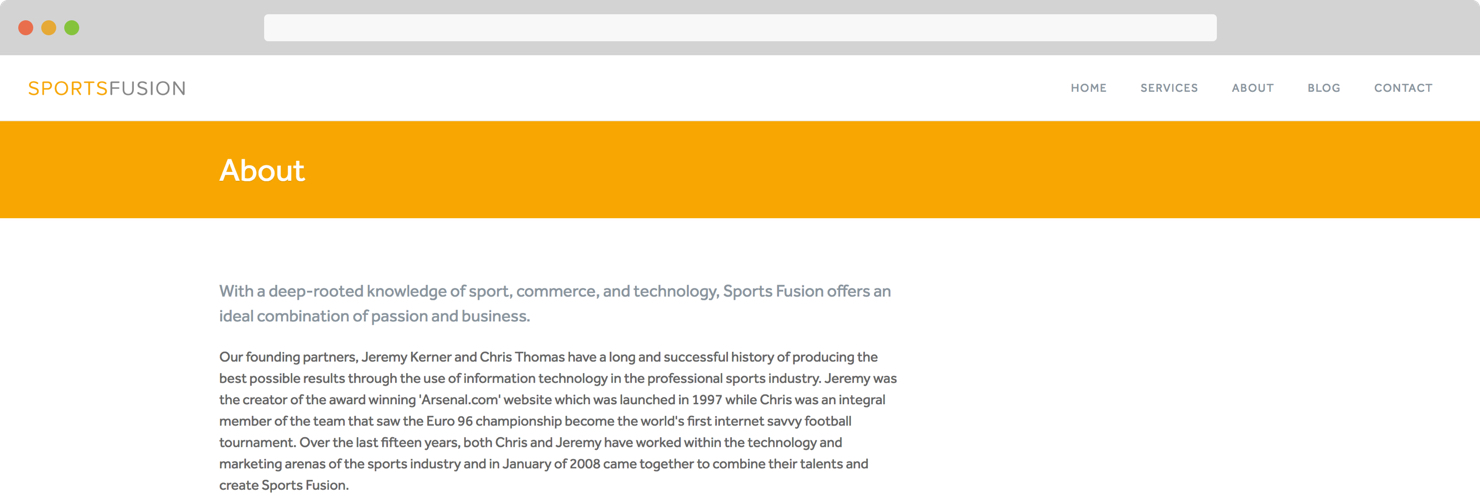 SPORTSFUSION
HOME SERVICES ABOUT BLOG CONTACT
About
With a deep-rooted knowledge of sport, commerce, and technology, Sports Fusion offers an
ideal combination of passion and business.
Our founding partners, Jeremy Kerner and Chris Thomas have a long and successful history of producing the
best possible results through the use of information technology in the professional sports industry. Jeremy was
the creator of the award winning 'Arsenal.com' website which was launched in 1997 while Chris was an integral
member of the team that saw the Euro 96 championship become the world's first internet savvy football
tournament. Over the last fifteen years, both Chris and Jeremy have worked within the technology and
marketing arenas of the sports industry and in January of 2008 came together to combine their talents and
create Sports Fusion.